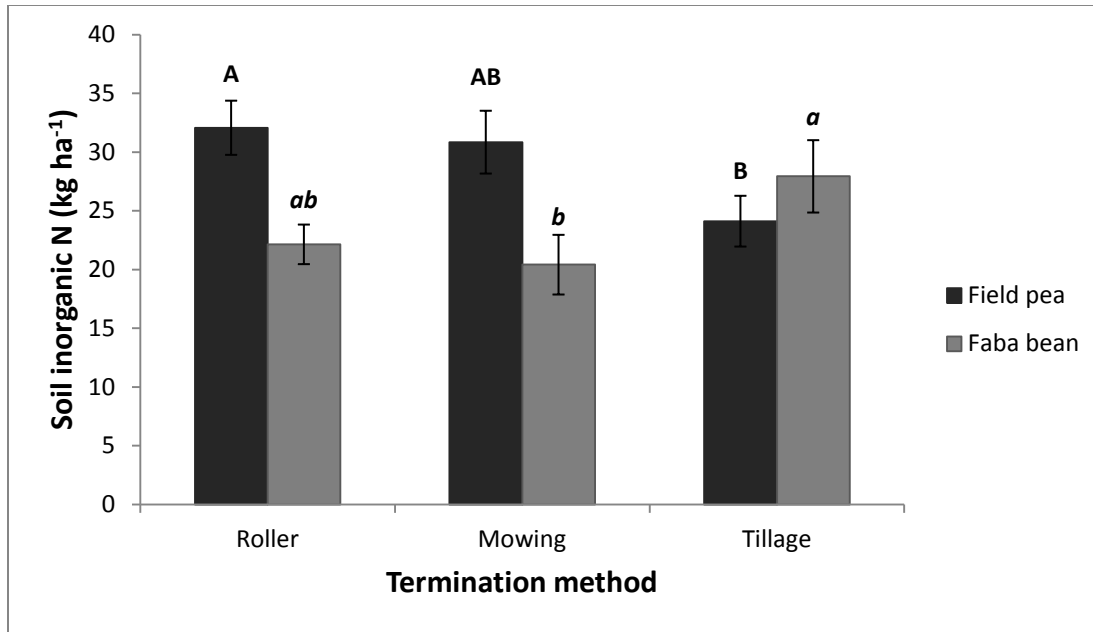 40
35
30
25
20
15
10
5
0
Soil inorganic N (kg ha⁻¹)
A
ab
AB
b
B
a
Field pea
Faba bean
Roller
Mowing
Tillage
Termination method